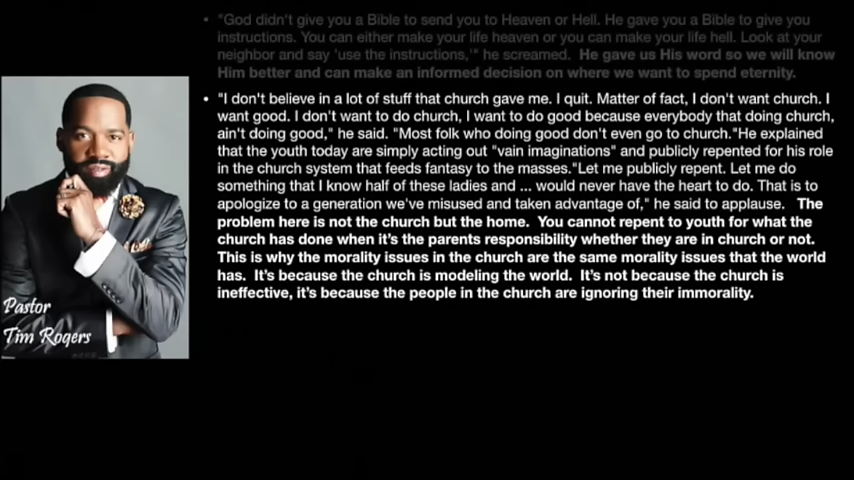 • "God didn't give you a Bible to send you to Heaven or Hell. He gave you a Bible to give you
instructions. You can either make your life heaven or you can make your life hell. Look at your
neighbor and say 'use the instructions,'" he screamed. He gave us His word so we will know
Him better and can make an informed decision on where we want to spend eternity.
• "I don't believe in a lot of stuff that church gave me. I quit. Matter of fact, I don't want church. I
want good. I don't want to do church, I want to do good because everybody that doing church,
ain't doing good," he said. "Most folk who doing good don't even go to church."He explained
that the youth today are simply acting out "vain imaginations" and publicly repented for his role
in the church system that feeds fantasy to the masses."Let me publicly repent. Let me do
something that I know half of these ladies and ... would never have the heart to do. That is to
apologize to a generation we've misused and taken advantage of," he said to applause. The
problem here is not the church but the home. You cannot repent to youth for what the
church has done when it's the parents responsibility whether they are in church or not.
This is why the morality issues in the church are the same morality issues that the world
has. It's because the church is modeling the world. It's not because the church is
ineffective, it's because the people in the church are ignoring their immorality.
Pastor
Tim Rogers